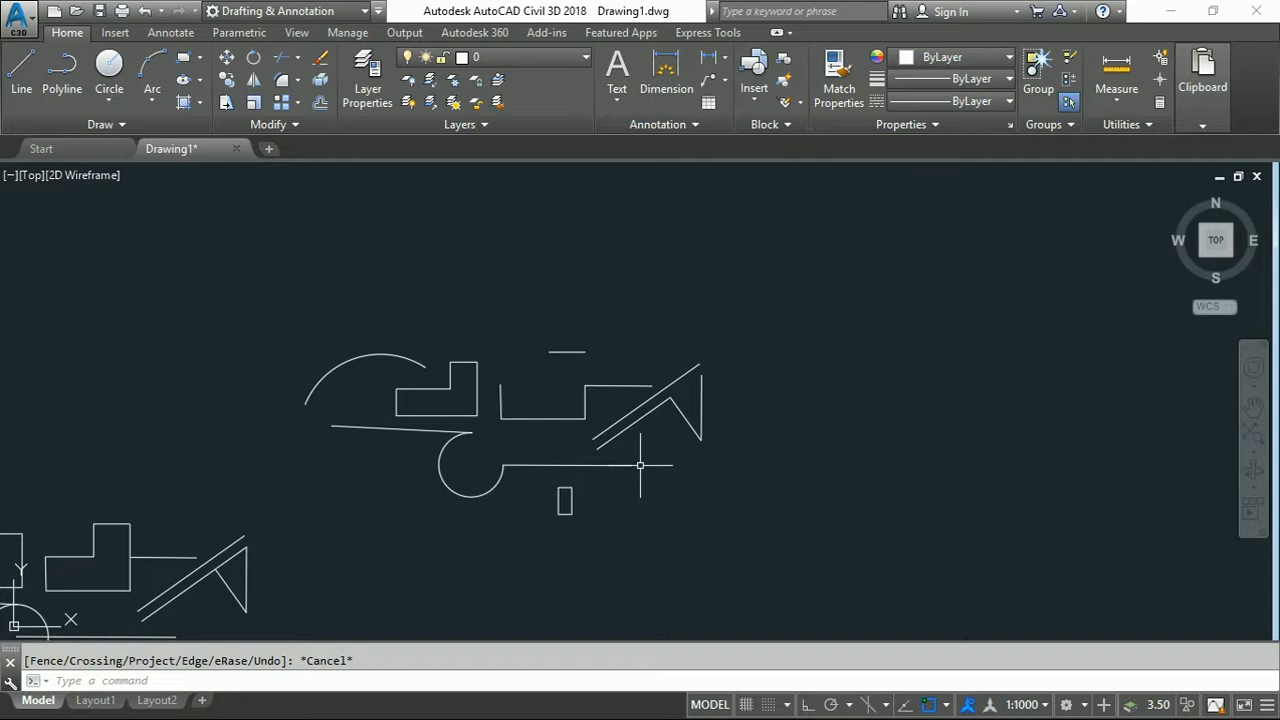 Drafting & Annotation
Autodesk AutoCAD Civil 3D 2018 Drawing1.dwg
Type a keyword or phrase
Sign In
C3D
Home Insert Annotate Parametric View Manage Output Autodesk 360 Add-ins Featured Apps Express Tools
Line Polyline Circle Arc
Draw
Modify
Layer Properties
0
Layers
Text Dimension
Annotation
Insert
Block
Match Properties
ByLayer
ByLayer
ByLayer
Properties
Group
Groups
Measure
Utilities
Clipboard
Start
Drawing1*
[−][Top][2D Wireframe]
N
W TOP E
S
WCS
Y
X
[Fence/Crossing/Project/Edge/eRase/Undo]: *Cancel*
Type a command
Model Layout1 Layout2
MODEL
1:1000
3.50